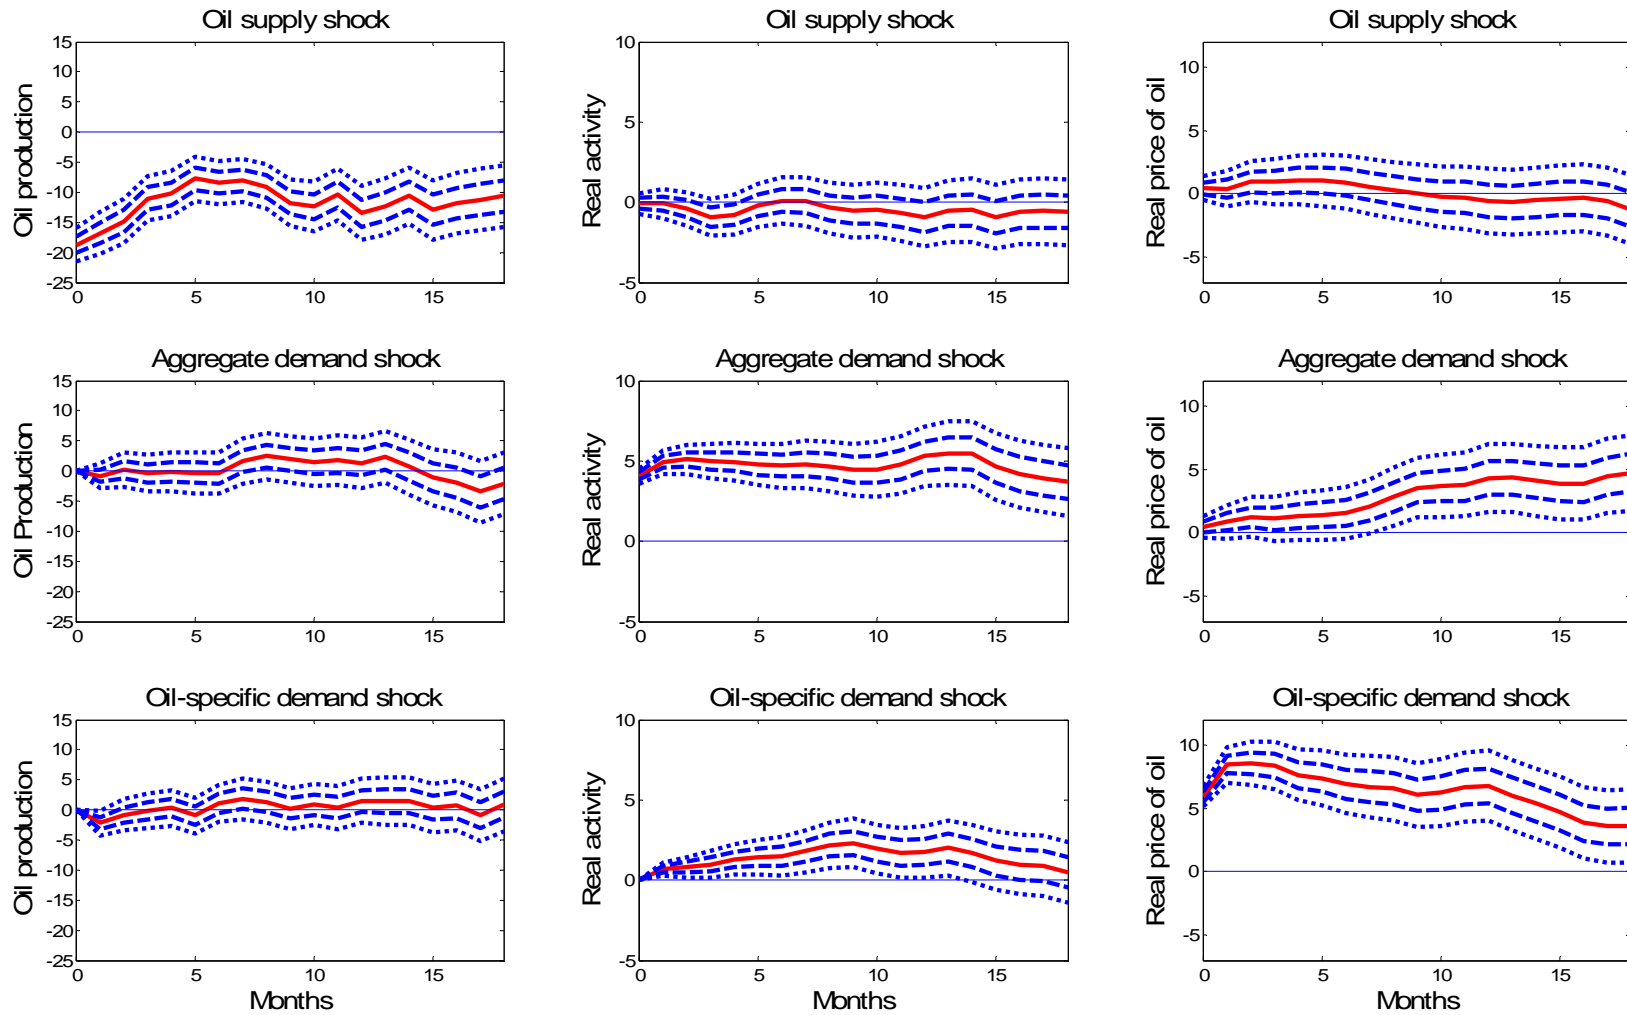 Oil supply shock
Oil supply shock
Oil supply shock
Oil production
15
10
5
0
-5
-10
-15
-20
-25
0 5 10 15
Real activity
10
5
0
-5
0 5 10 15
Real price of oil
10
5
0
-5
0 5 10 15
Aggregate demand shock
Aggregate demand shock
Aggregate demand shock
Oil Production
15
10
5
0
-5
-10
-15
-20
-25
0 5 10 15
Real activity
10
5
0
-5
0 5 10 15
Real price of oil
10
5
0
-5
0 5 10 15
Oil-specific demand shock
Oil-specific demand shock
Oil-specific demand shock
Oil production
15
10
5
0
-5
-10
-15
-20
-25
0 5 10 15
Months
Real activity
10
5
0
-5
0 5 10 15
Months
Real price of oil
10
5
0
-5
0 5 10 15
Months